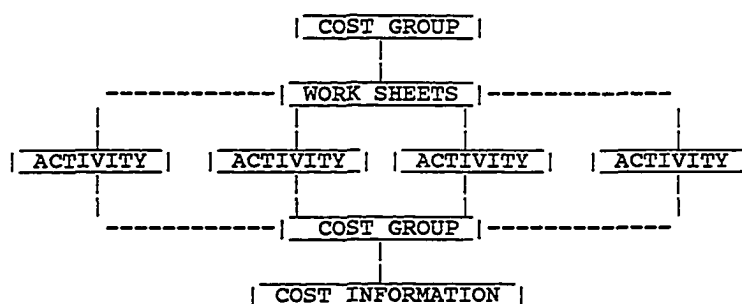 COST GROUP
WORK SHEETS
ACTIVITY ACTIVITY ACTIVITY ACTIVITY
COST GROUP
COST INFORMATION